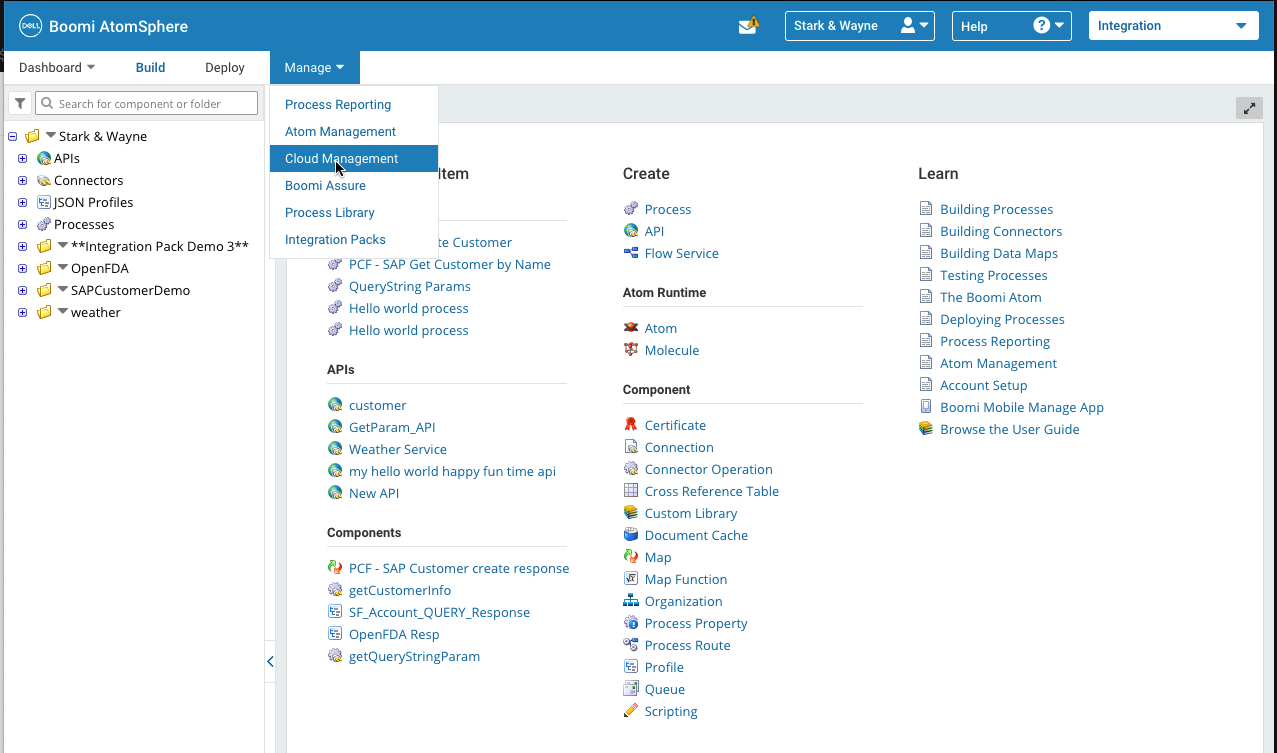 DELL
Boomi AtomSphere
Stark & Wayne
Help
?
Integration
Dashboard
Build
Deploy
Manage
Search for component or folder
Stark & Wayne
APIs
Connectors
JSON Profiles
Processes
**Integration Pack Demo 3**
OpenFDA
SAPCustomerDemo
weather
Process Reporting
Atom Management
Cloud Management
Boomi Assure
Process Library
Integration Packs
Item
te Customer
PCF - SAP Get Customer by Name
QueryString Params
Hello world process
Hello world process
APIs
customer
GetParam_API
Weather Service
my hello world happy fun time api
New API
Components
PCF - SAP Customer create response
getCustomerInfo
SF_Account_QUERY_Response
OpenFDA Resp
getQueryStringParam
Create
Process
API
Flow Service
Atom Runtime
Atom
Molecule
Component
Certificate
Connection
Connector Operation
Cross Reference Table
Custom Library
Document Cache
Map
Map Function
Organization
Process Property
Process Route
Profile
Queue
Scripting
Learn
Building Processes
Building Connectors
Building Data Maps
Testing Processes
The Boomi Atom
Deploying Processes
Process Reporting
Atom Management
Account Setup
Boomi Mobile Manage App
Browse the User Guide